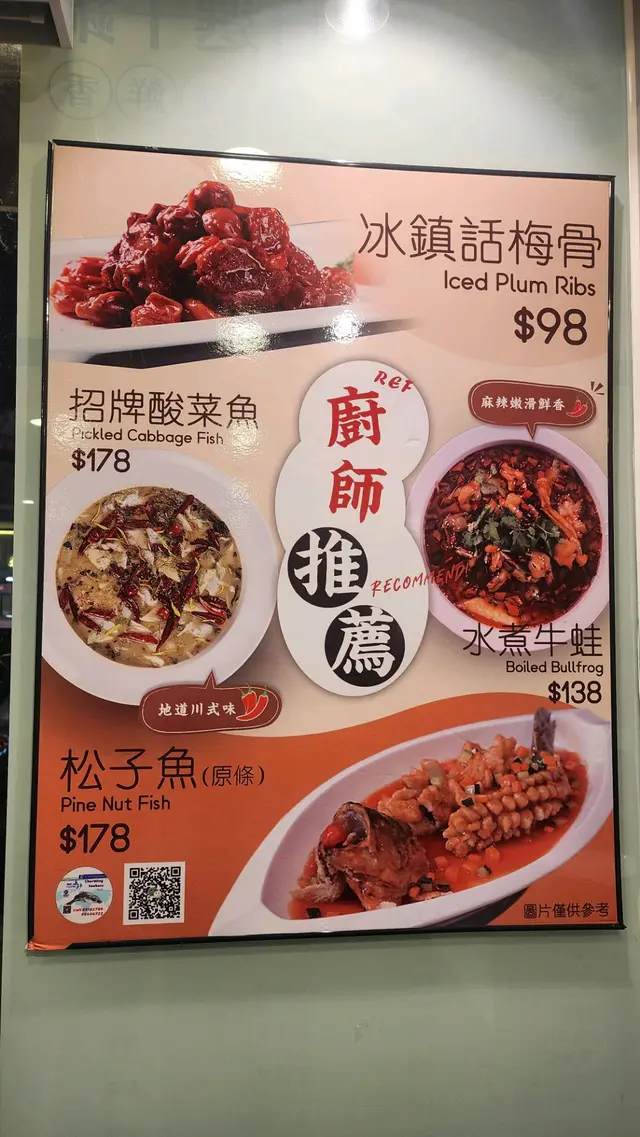 香 鮮
冰鎮話梅骨
Iced Plum Ribs
$98
招牌酸菜魚
Pickled Cabbage Fish
$178
REF
廚師推薦
RECOMMEND
麻辣嫩滑鮮香
水煮牛蛙
Boiled Bullfrog
$138
地道川式味
松子魚(原條)
Pine Nut Fish
$178
圖片僅供參考